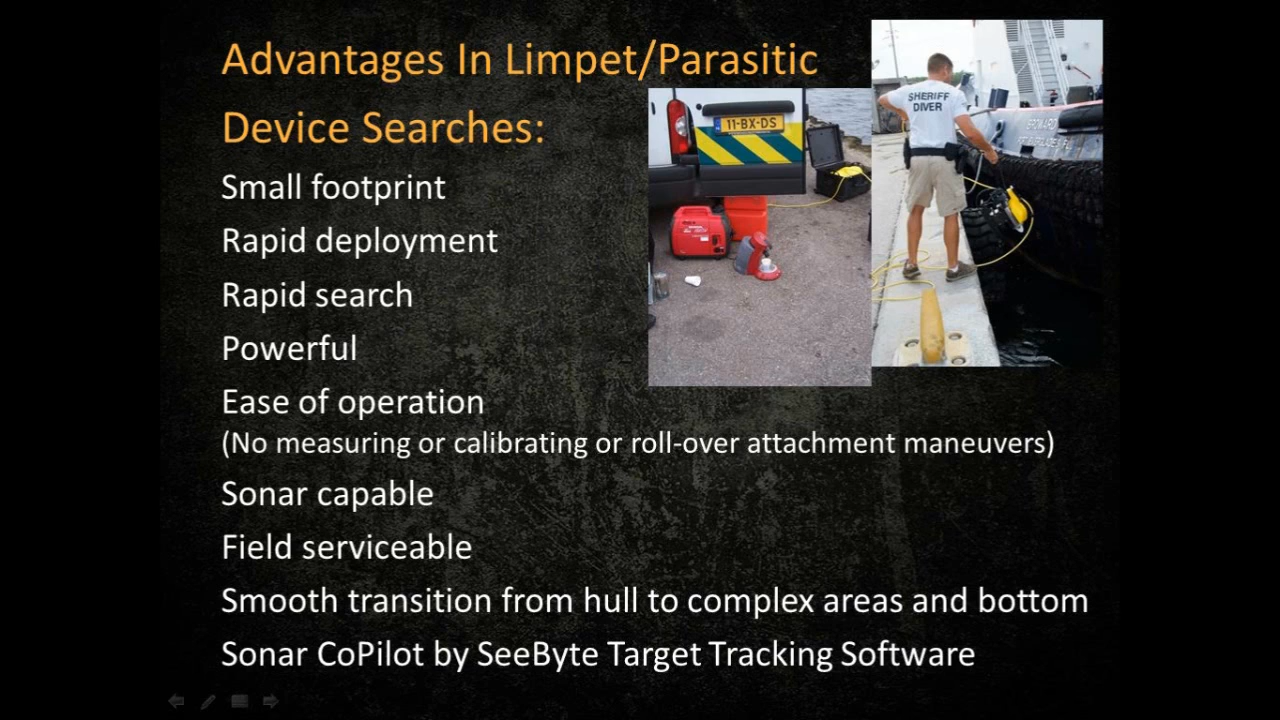 Advantages In Limpet/Parasitic
Device Searches:
Small footprint
Rapid deployment
Rapid search
Powerful
Ease of operation
(No measuring or calibrating or roll-over attachment maneuvers)
Sonar capable
Field serviceable
Smooth transition from hull to complex areas and bottom
Sonar CoPilot by SeeByte Target Tracking Software
11-BX-DS
SHERIFF
DIVER